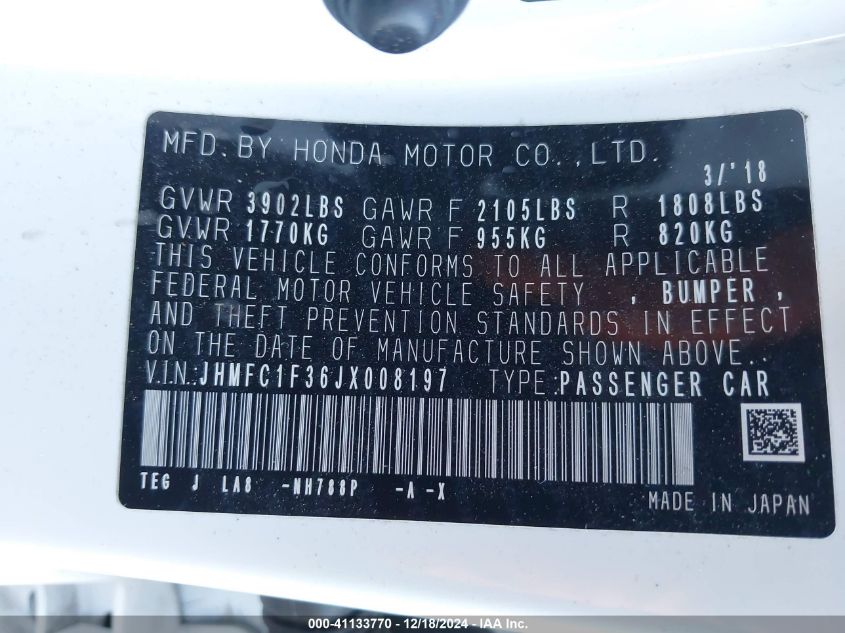 MFD. BY HONDA MOTOR CO.,LTD.
3/'18
GVWR 3902LBS GAWR F 2105LBS R 1808LBS
GVWR 1770KG GAWR F 955KG R 820KG
THIS VEHICLE CONFORMS TO ALL APPLICABLE
FEDERAL MOTOR VEHICLE SAFETY , BUMPER ,
AND THEFT PREVENTION STANDARDS IN EFFECT
ON THE DATE OF MANUFACTURE SHOWN ABOVE..
V.I.N.:JHMFC1F36JX008197 TYPE:PASSENGER CAR
TEG J LA8 -NH788P -A -X
MADE IN JAPAN
000-41133770 - 12/18/2024 - IAA Inc.